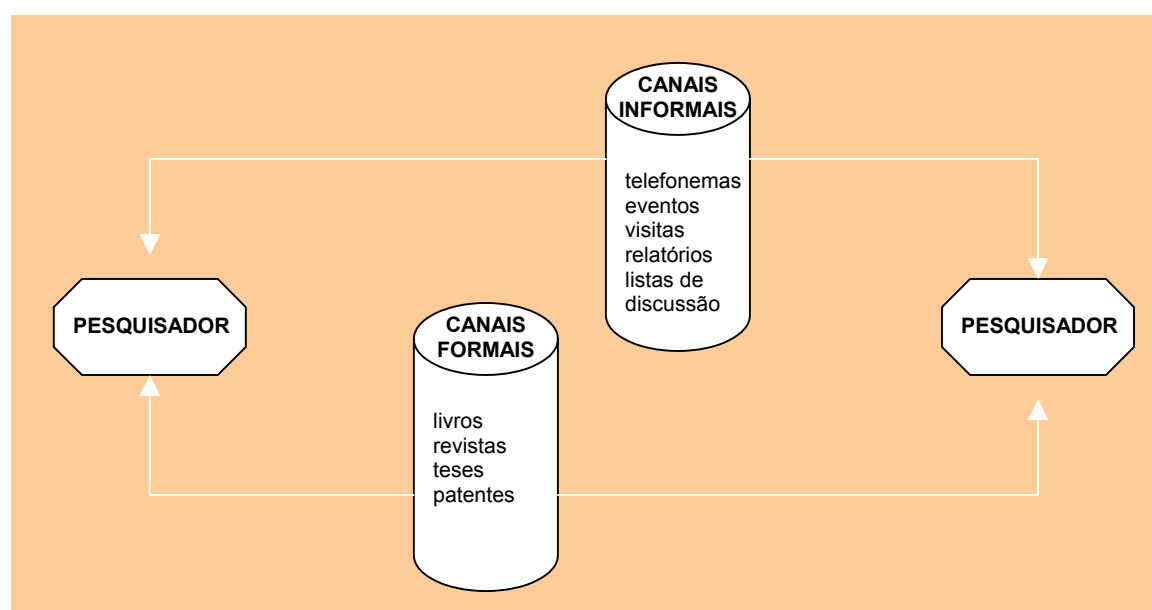 CANAIS
INFORMAIS
telefonemas
eventos
visitas
relatórios
listas de
discussão
PESQUISADOR
CANAIS
FORMAIS
livros
revistas
teses
patentes
PESQUISADOR